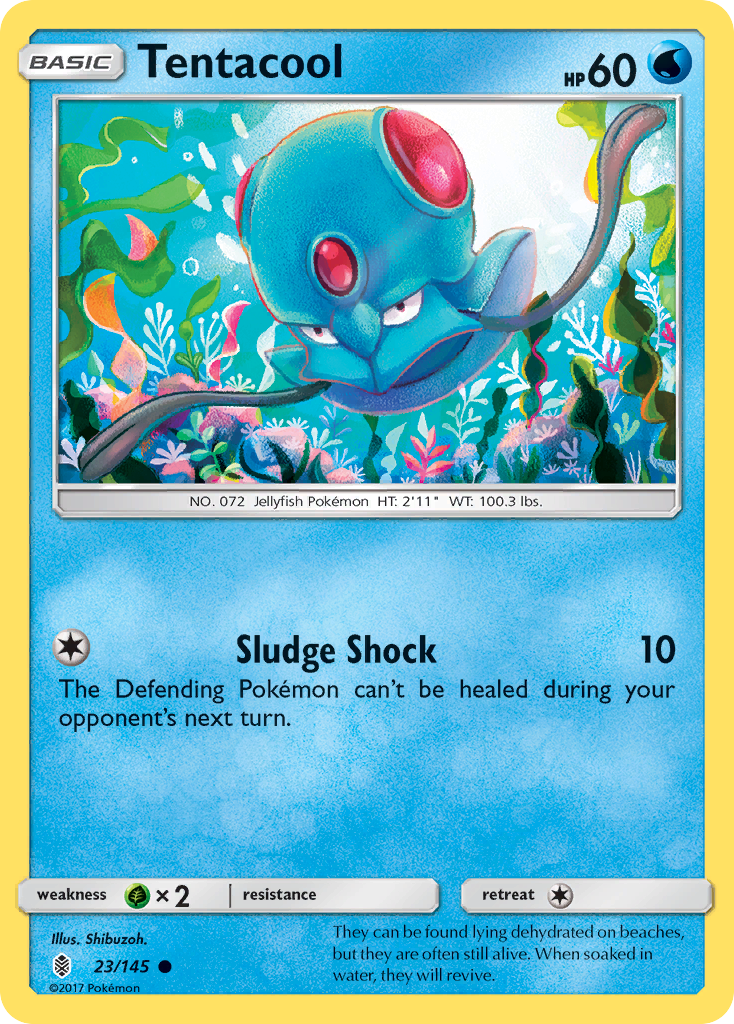 BASIC Tentacool HP 60
NO. 072 Jellyfish Pokémon HT: 2'11" WT: 100.3 lbs.
Sludge Shock 10
The Defending Pokémon can't be healed during your
opponent's next turn.
weakness ×2 resistance retreat
Illus. Shibuzoh.
23/145
©2017 Pokémon
They can be found lying dehydrated on beaches,
but they are often still alive. When soaked in
water, they will revive.